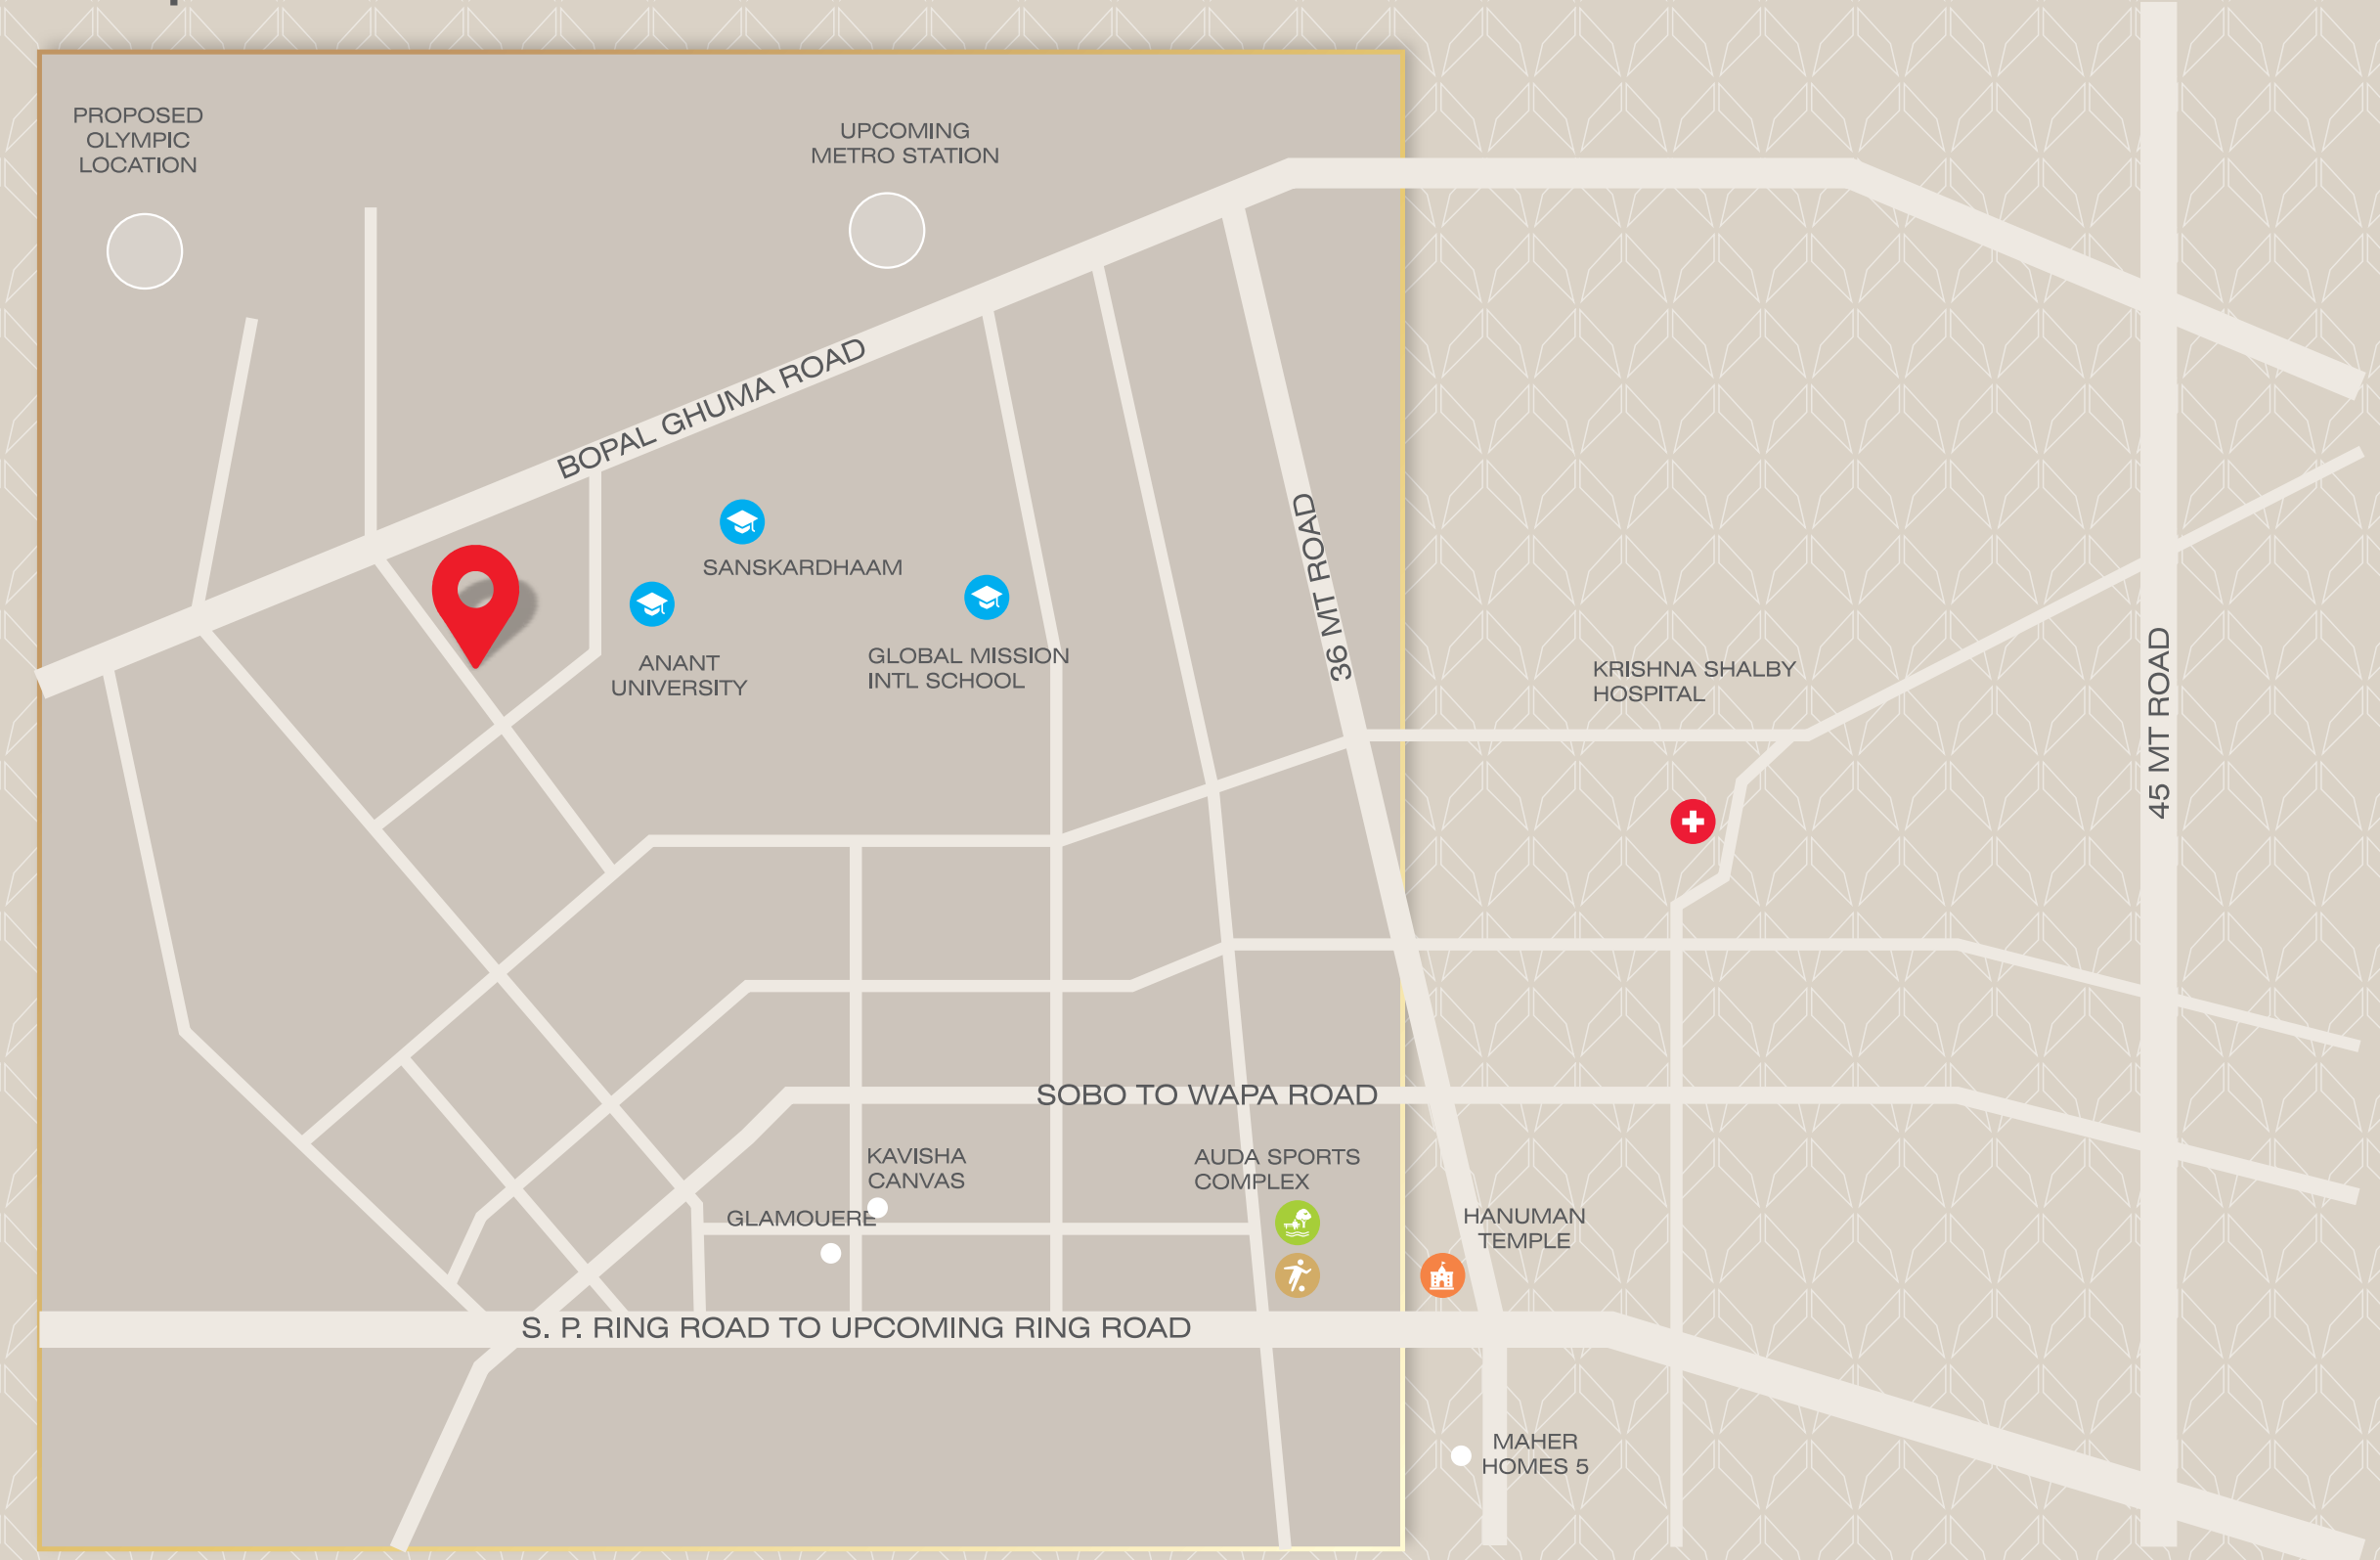 PROPOSED
OLYMPIC
LOCATION
UPCOMING
METRO STATION
BOPAL GHUMA ROAD
SANSKARDHAAM
ANANT
UNIVERSITY
GLOBAL MISSION
INTL SCHOOL
36 MT ROAD
KRISHNA SHALBY
HOSPITAL
45 MT ROAD
SOBO TO WAPA ROAD
KAVISHA
CANVAS
GLAMOUERE
AUDA SPORTS
COMPLEX
HANUMAN
TEMPLE
S. P. RING ROAD TO UPCOMING RING ROAD
MAHER
HOMES 5